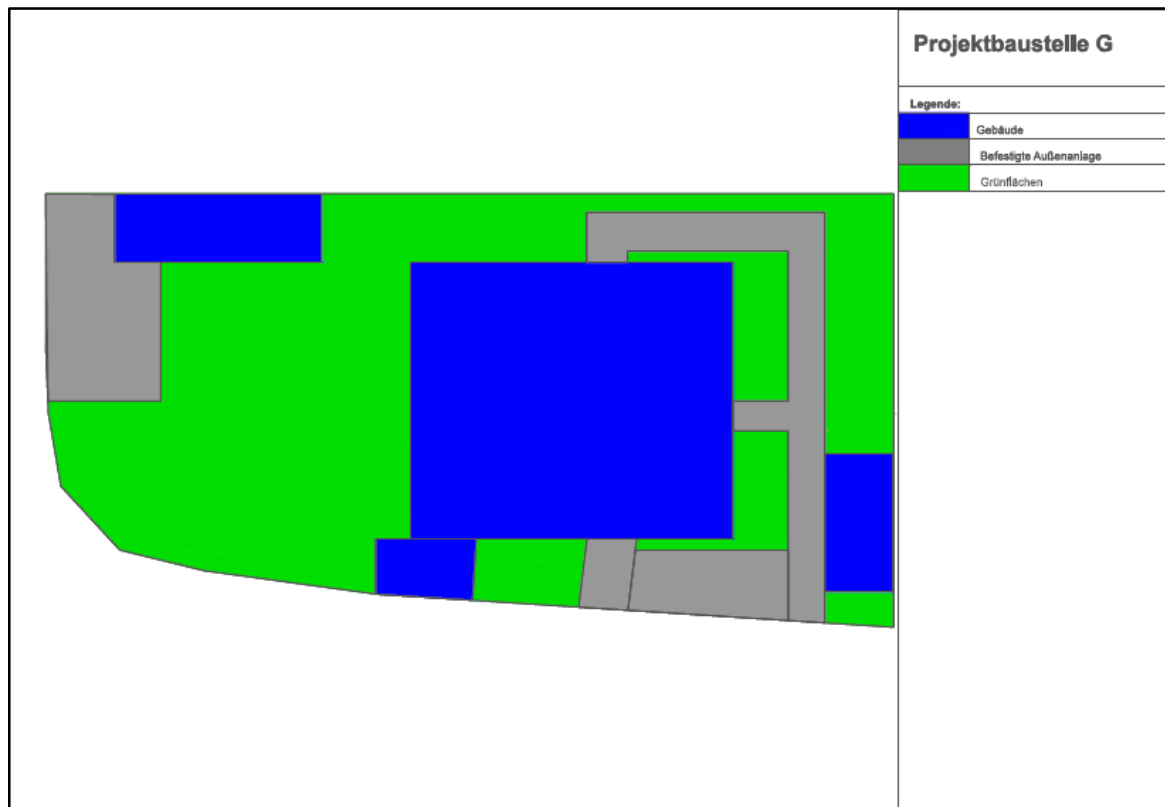 Projektbaustelle G
Legende:
Gebäude
Befestigte Außenanlage
Grünflächen